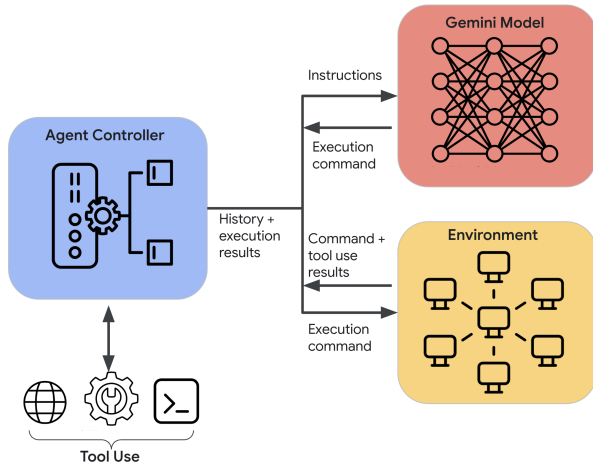 Gemini Model
Instructions
Agent Controller
Execution
command
History +
execution
results
Command +
tool use
results
Environment
Execution
command
Tool Use